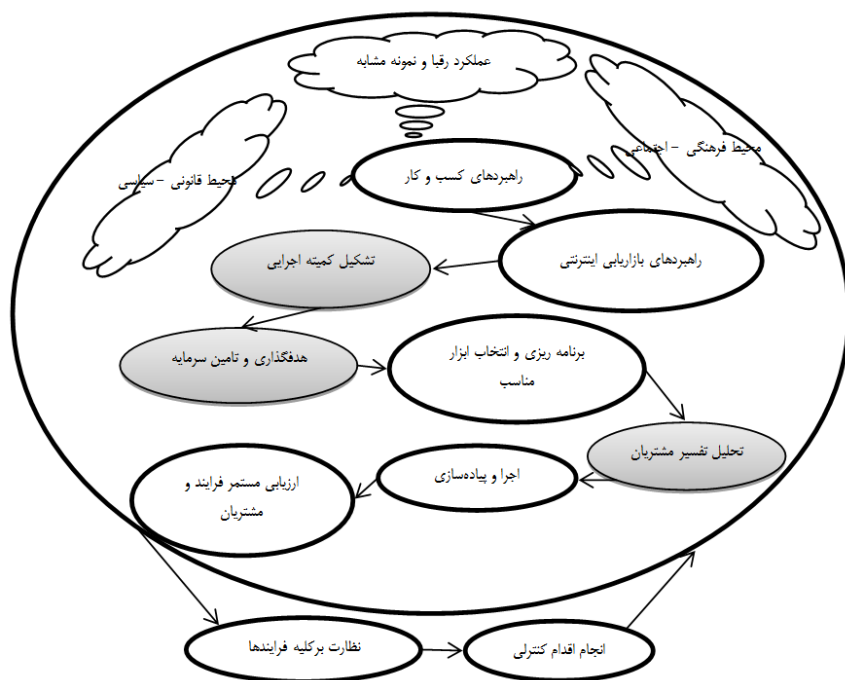 عملکرد رقبا و نمونه مشابه
محیط فرهنگی – اجتماعی
محیط قانونی – سیاسی
راهبردهای کسب و کار
راهبردهای بازاریابی اینترنتی
تشکیل کمیته اجرایی
هدفگذاری و تامین سرمایه
برنامه ریزی و انتخاب ابزار
مناسب
تحلیل تفسیر مشتریان
اجرا و پیاده‌سازی
ارزیابی مستمر فرایند و
مشتریان
نظارت برکلیه فرایندها
انجام اقدام کنترلی